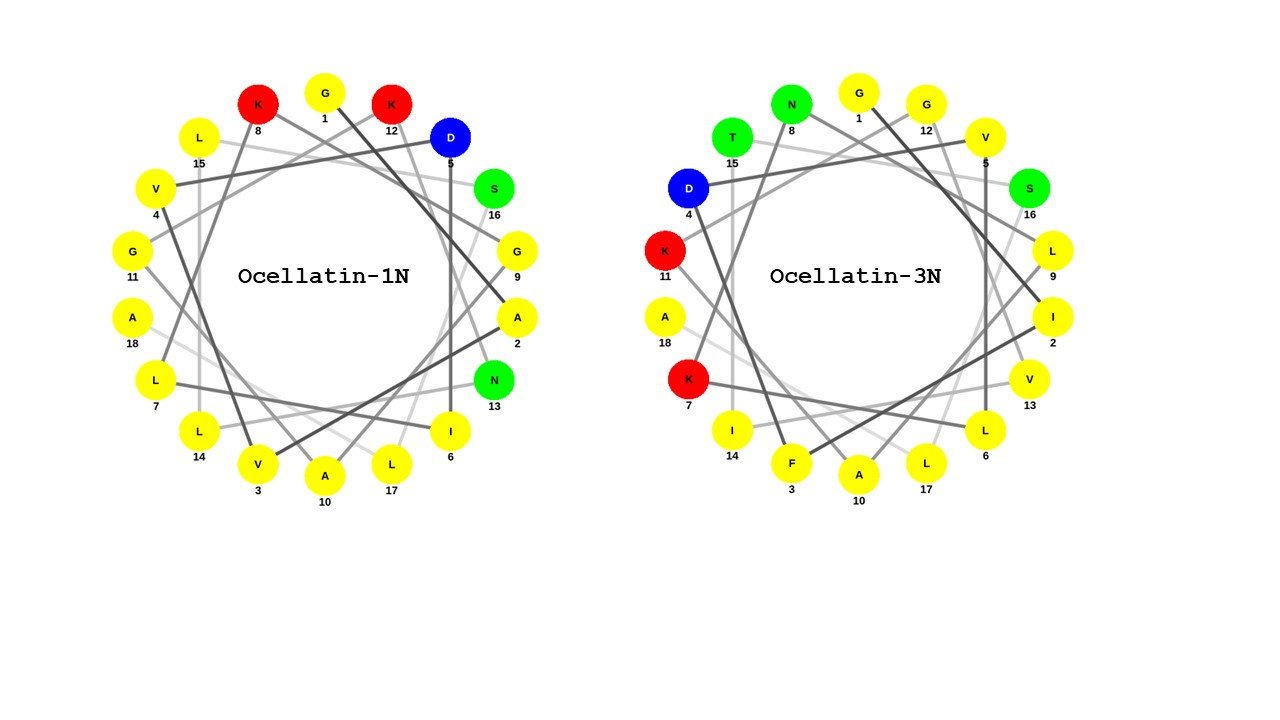 K G K
8 1 12
L D
15 5
V S
4 16
G G
11 9
Ocellatin-1N
A A
18 2
L N
7 13
L I
14 6
V A L
3 10 17
N G G
8 1 12
T V
15 5
D S
4 16
K L
11 9
Ocellatin-3N
A I
18 2
K V
7 13
I L
14 6
F A L
3 10 17